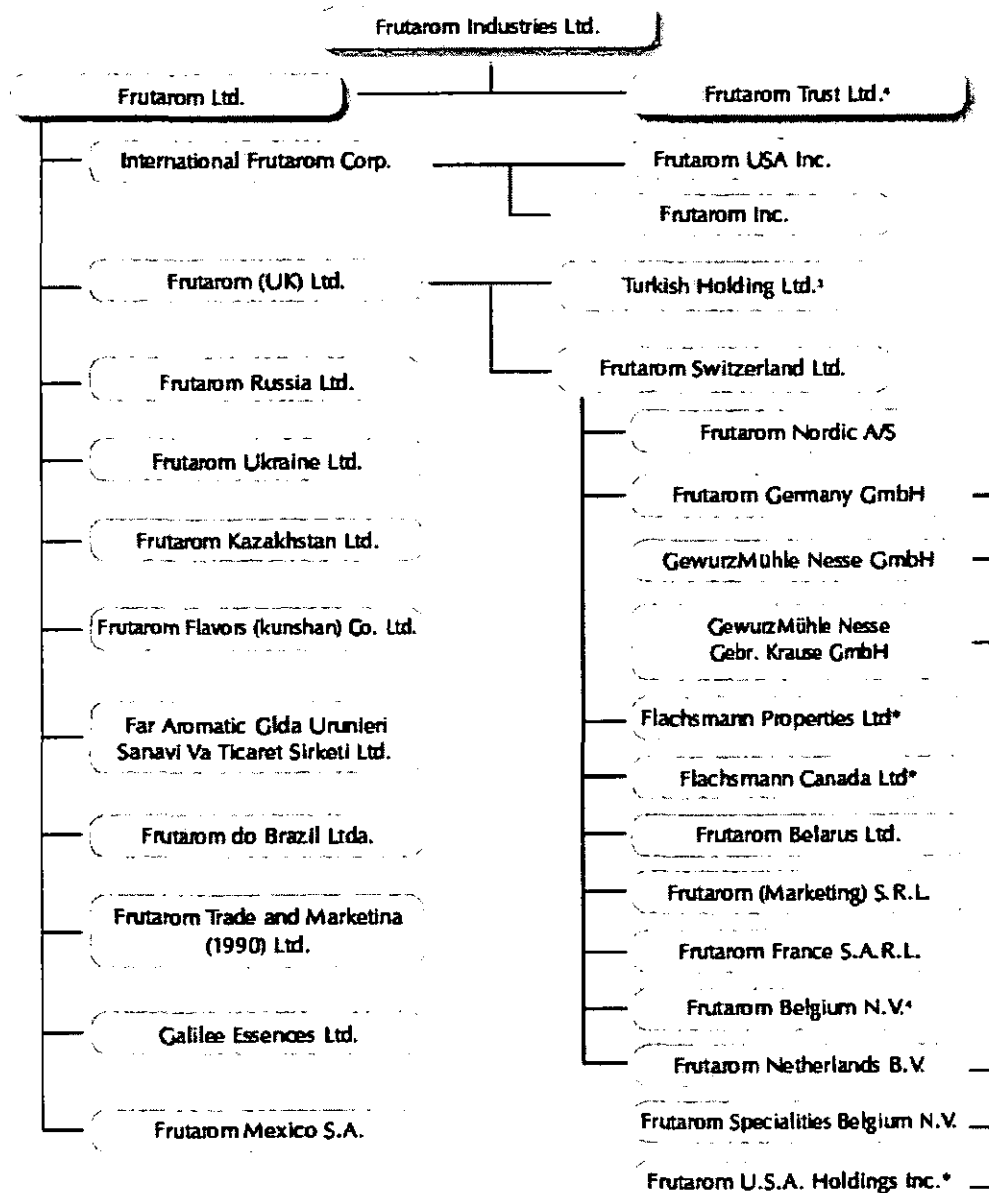 Frutarom Industries Ltd.
Frutarom Ltd.
Frutarom Trust Ltd.⁴
International Frutarom Corp.
Frutarom USA Inc.
Frutarom Inc.
Frutarom (UK) Ltd.
Turkish Holding Ltd.³
Frutarom Switzerland Ltd.
Frutarom Russia Ltd.
Frutarom Nordic A/S
Frutarom Ukraine Ltd.
Frutarom Germany GmbH
Frutarom Kazakhstan Ltd.
GewurzMühle Nesse GmbH
Frutarom Flavors (kunshan) Co. Ltd.
GewurzMühle Nesse
Gebr. Krause GmbH
Far Aromatic Gida Urunleri
Sanavi Va Ticaret Sirketi Ltd.
Flachsmann Properties Ltd*
Flachsmann Canada Ltd*
Frutarom do Brazil Ltda.
Frutarom Belarus Ltd.
Frutarom Trade and Marketina
(1990) Ltd.
Frutarom (Marketing) S.R.L
Frutarom France S.A.R.L.
Frutarom Belgium N.V.⁴
Galilee Essences Ltd.
Frutarom Netherlands B.V.
Frutarom Mexico S.A.
Frutarom Specialities Belgium N.V.
Frutarom U.S.A. Holdings Inc.*